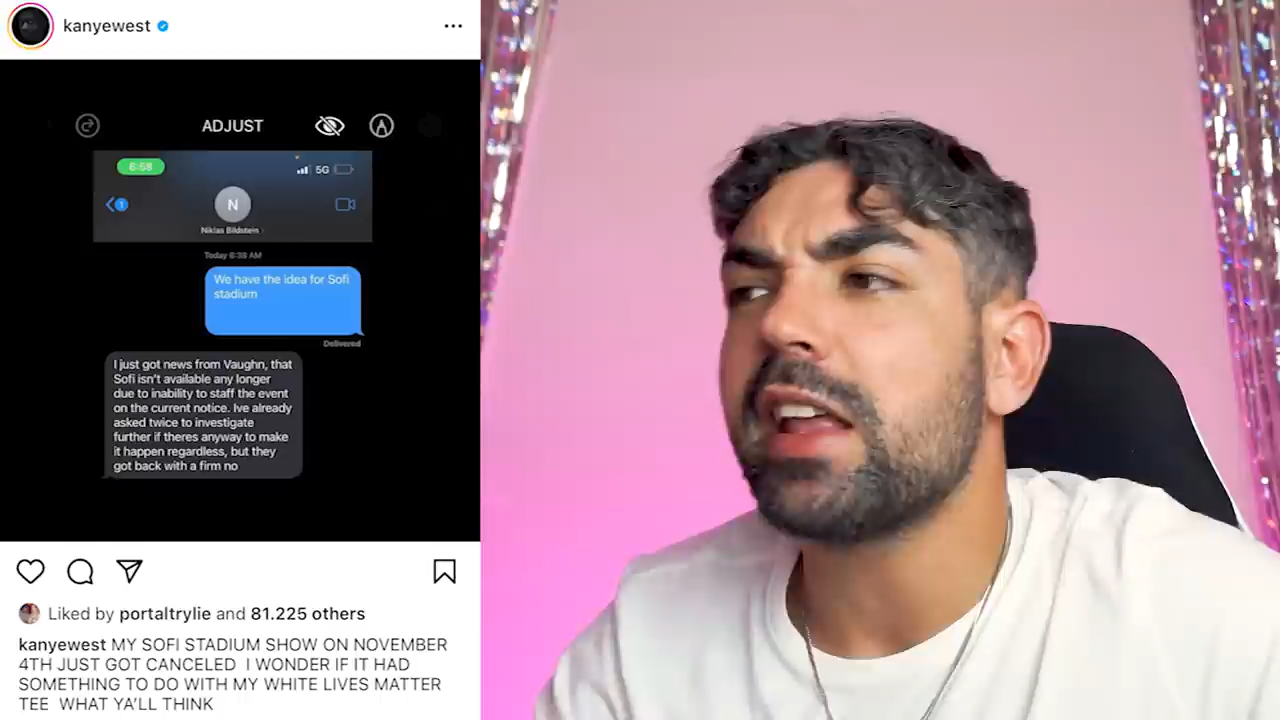 kanyewest
ADJUST
6:58
5G
1
N
Niklas Bildstein
Today 6:38 AM
We have the idea for Sofi
stadium
Delivered
I just got news from Vaughn, that
Sofi isn't available any longer
due to inability to staff the event
on the current notice. Ive already
asked twice to investigate
further if theres anyway to make
it happen regardless, but they
got back with a firm no
Liked by portaltrylie and 81.225 others
kanyewest MY SOFI STADIUM SHOW ON NOVEMBER
4TH JUST GOT CANCELED I WONDER IF IT HAD
SOMETHING TO DO WITH MY WHITE LIVES MATTER
TEE WHAT YA'LL THINK